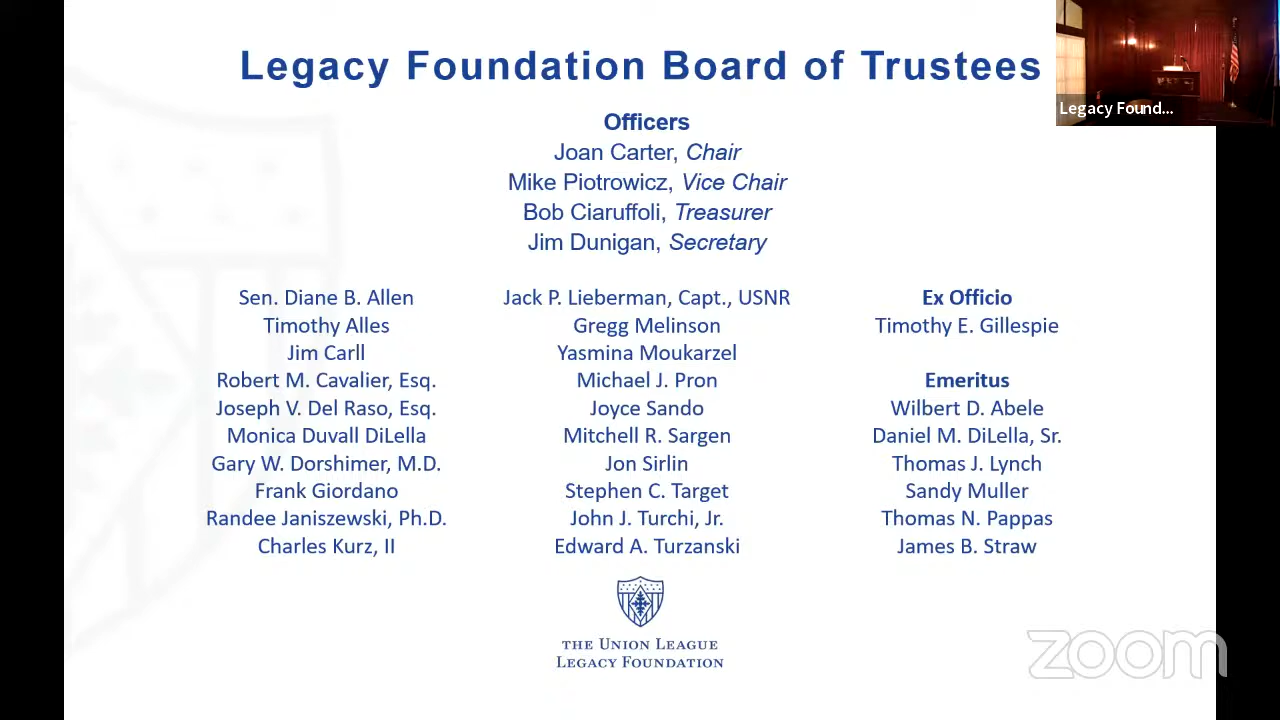 Legacy Foundation Board of Trustees
Legacy Found...
Officers
Joan Carter, Chair
Mike Piotrowicz, Vice Chair
Bob Ciaruffoli, Treasurer
Jim Dunigan, Secretary
Sen. Diane B. Allen
Timothy Alles
Jim Carll
Robert M. Cavalier, Esq.
Joseph V. Del Raso, Esq.
Monica Duvall DiLella
Gary W. Dorshimer, M.D.
Frank Giordano
Randee Janiszewski, Ph.D.
Charles Kurz, II
Jack P. Lieberman, Capt., USNR
Gregg Melinson
Yasmina Moukarzel
Michael J. Pron
Joyce Sando
Mitchell R. Sargen
Jon Sirlin
Stephen C. Target
John J. Turchi, Jr.
Edward A. Turzanski
Ex Officio
Timothy E. Gillespie
Emeritus
Wilbert D. Abele
Daniel M. DiLella, Sr.
Thomas J. Lynch
Sandy Muller
Thomas N. Pappas
James B. Straw
THE UNION LEAGUE
LEGACY FOUNDATION
zoom